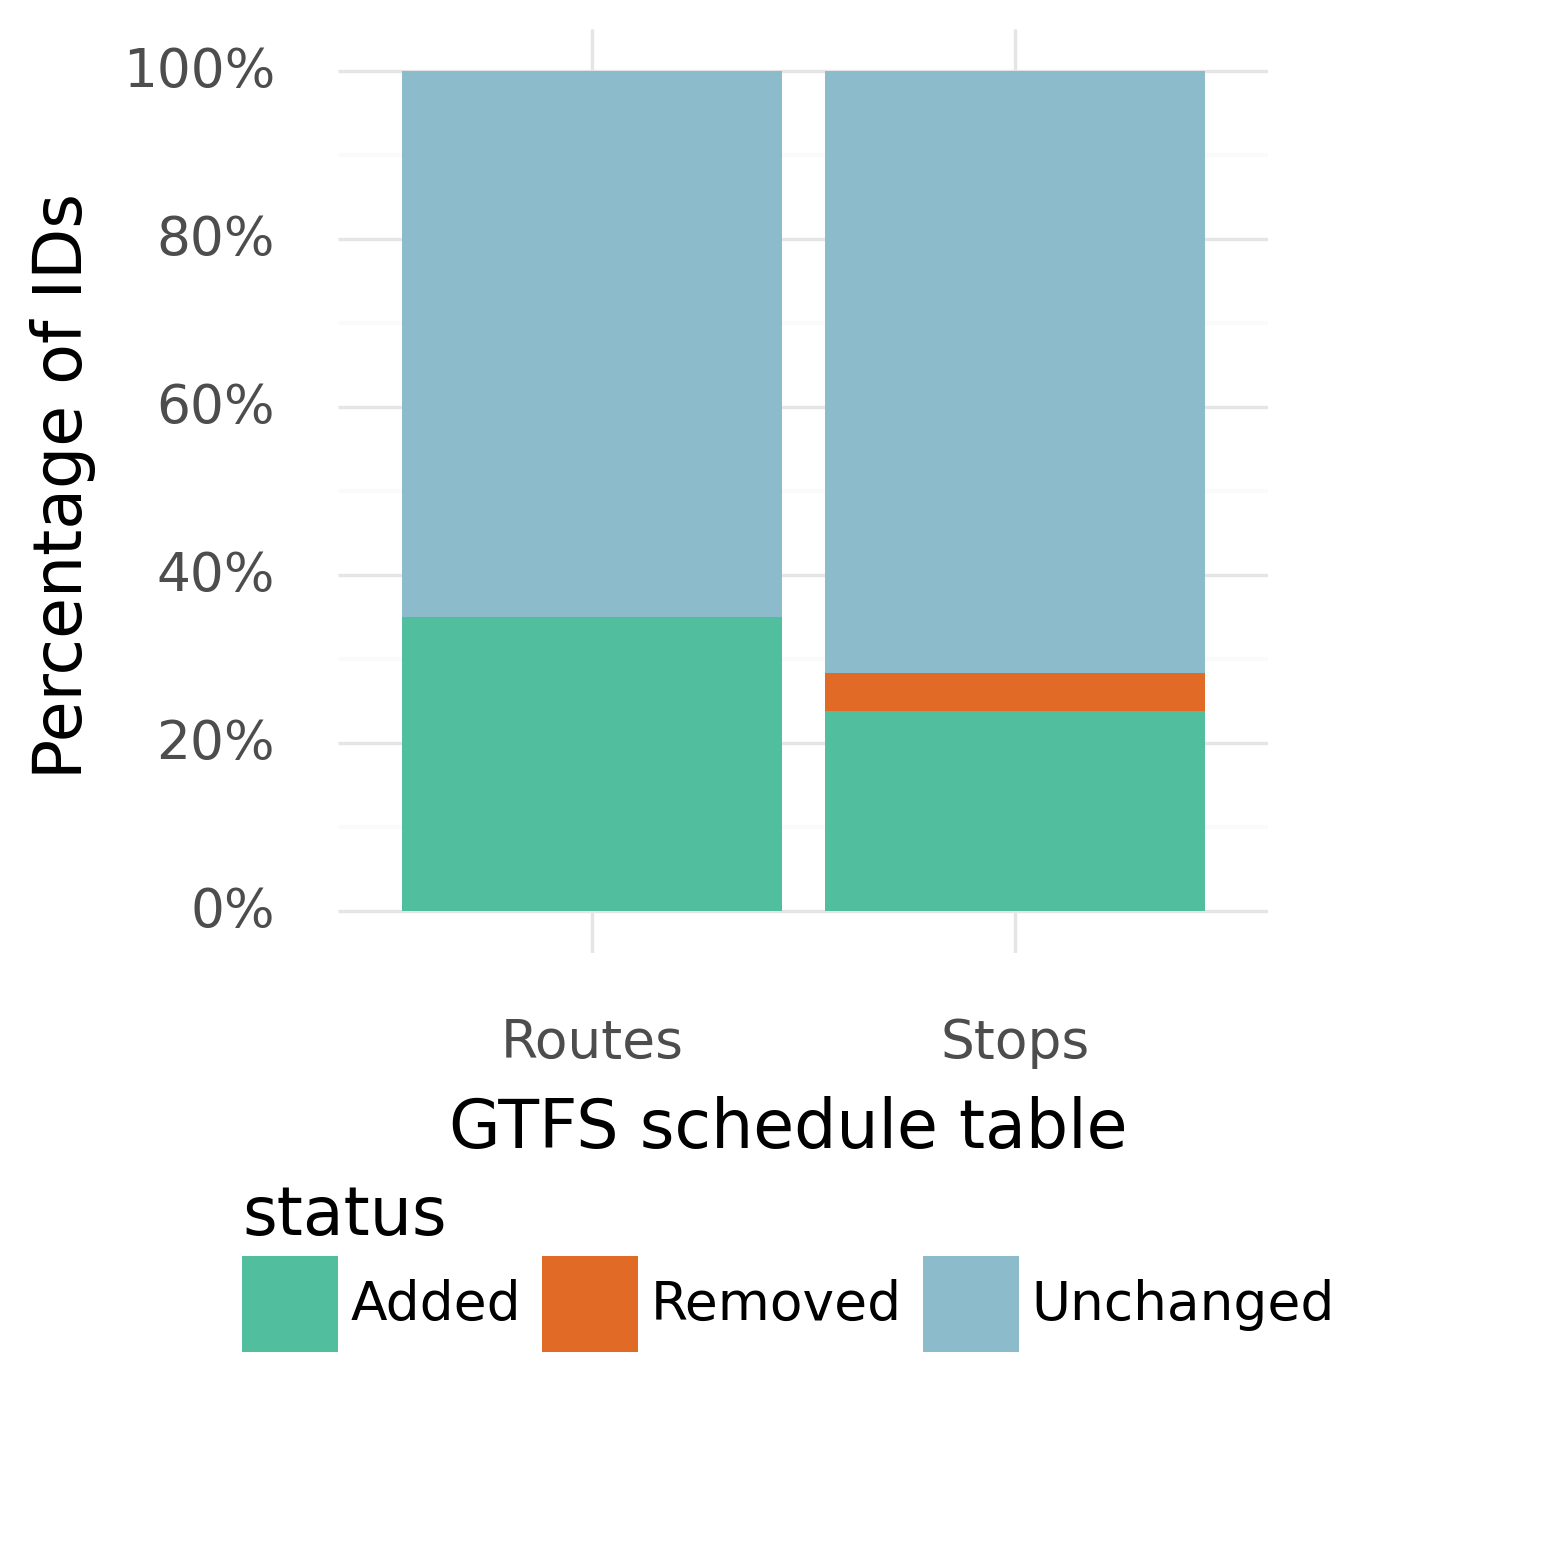 Percentage of IDs
100%
80%
60%
40%
20%
0%
Routes Stops
GTFS schedule table
status
Added Removed Unchanged